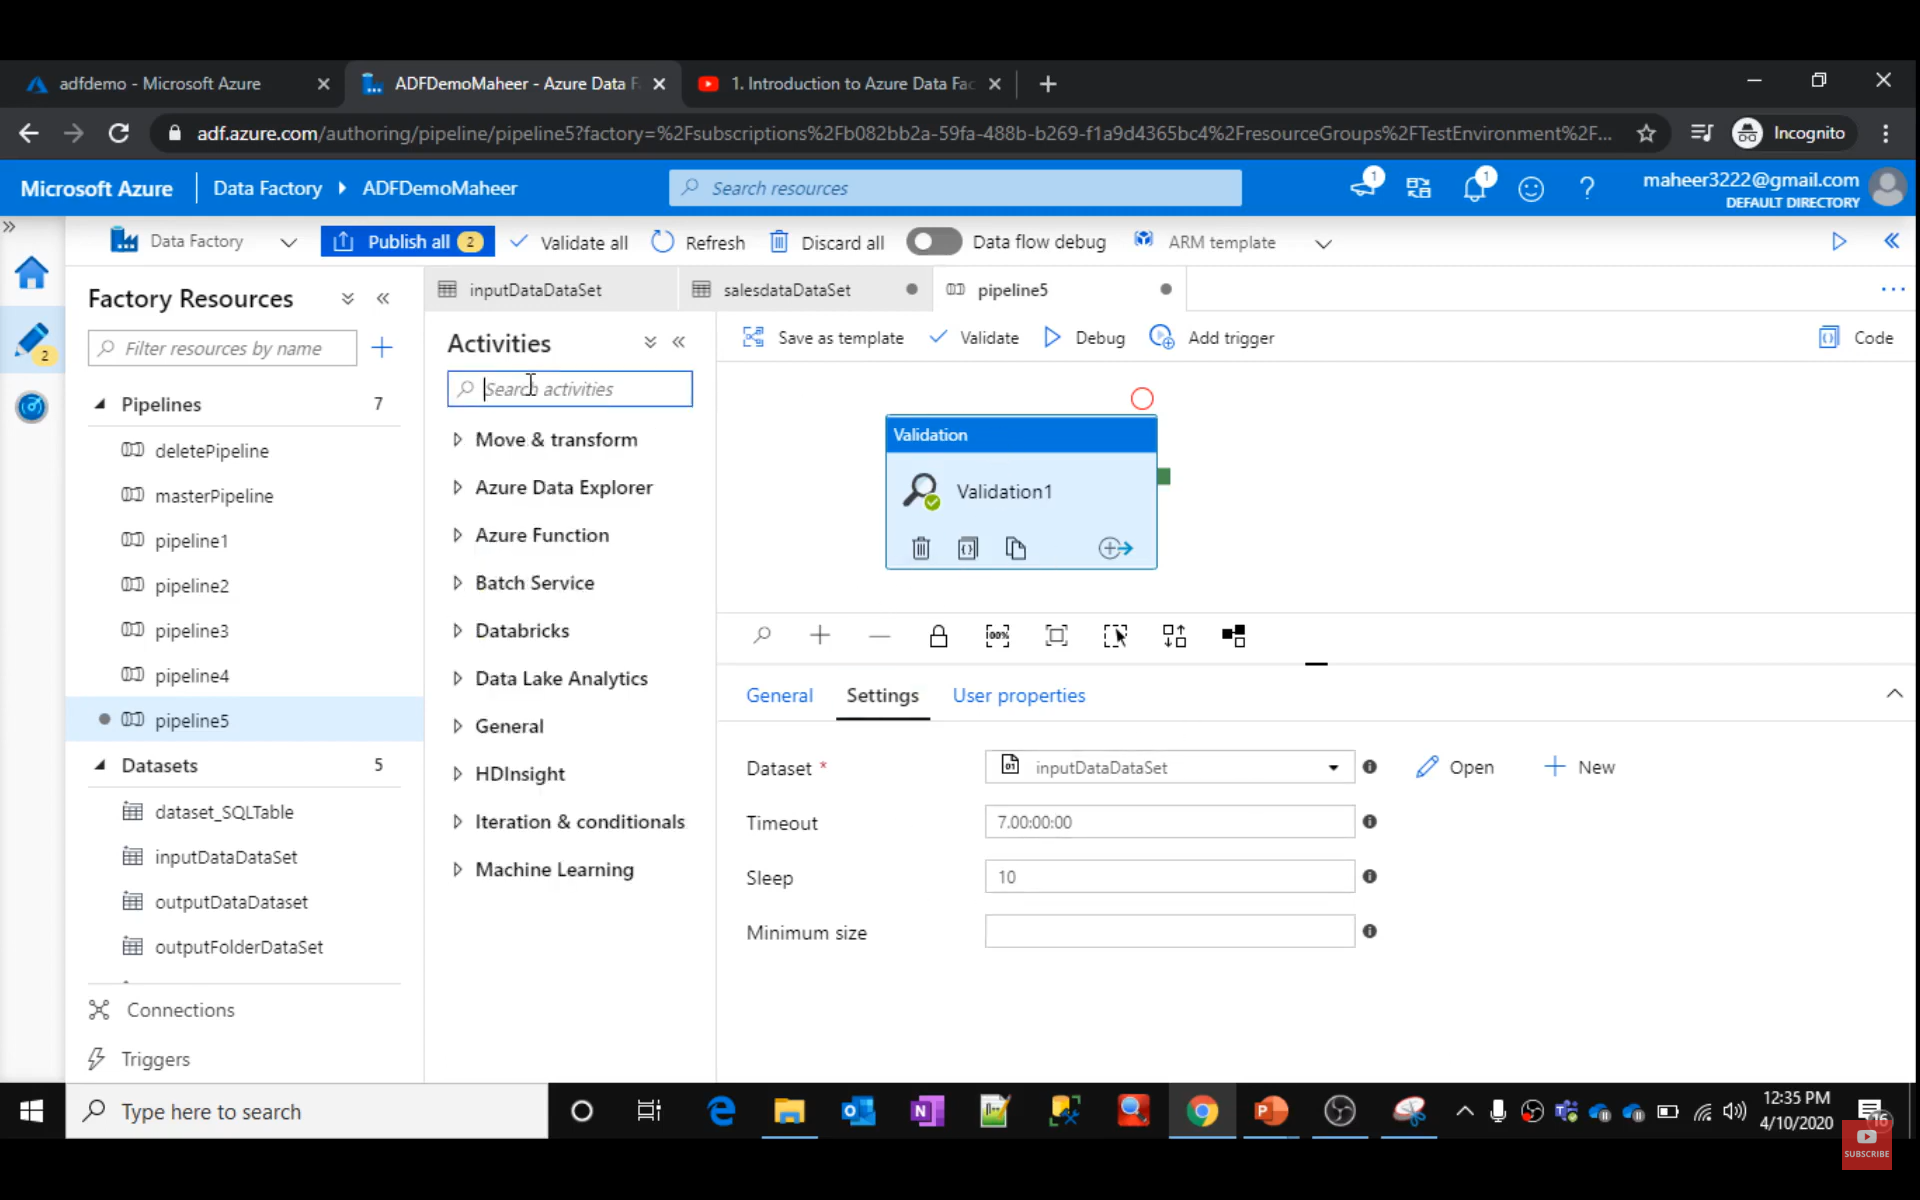 adfdemo - Microsoft Azure
ADFDemoMaheer - Azure Data F
1. Introduction to Azure Data Fac
adf.azure.com/authoring/pipeline/pipeline5?factory=%2Fsubscriptions%2Fb082bb2a-59fa-488b-b269-f1a9d4365bc4%2FresourceGroups%2FTestEnvironment%2F...
Incognito
Microsoft Azure
Data Factory
ADFDemoMaheer
Search resources
1
1
maheer3222@gmail.com
DEFAULT DIRECTORY
Data Factory
Publish all 2
Validate all
Refresh
Discard all
Data flow debug
ARM template
2
Factory Resources
Filter resources by name
Pipelines 7
deletePipeline
masterPipeline
pipeline1
pipeline2
pipeline3
pipeline4
pipeline5
Datasets 5
dataset_SQLTable
inputDataDataSet
outputDataDataset
outputFolderDataSet
Connections
Triggers
inputDataDataSet
salesdataDataSet
pipeline5
Activities
Search activities
Move & transform
Azure Data Explorer
Azure Function
Batch Service
Databricks
Data Lake Analytics
General
HDInsight
Iteration & conditionals
Machine Learning
Save as template
Validate
Debug
Add trigger
Code
Validation
Validation1
100%
General
Settings
User properties
Dataset *
inputDataDataSet
Open
New
Timeout
7.00:00:00
Sleep
10
Minimum size
Type here to search
12:35 PM
4/10/2020
16
SUBSCRIBE